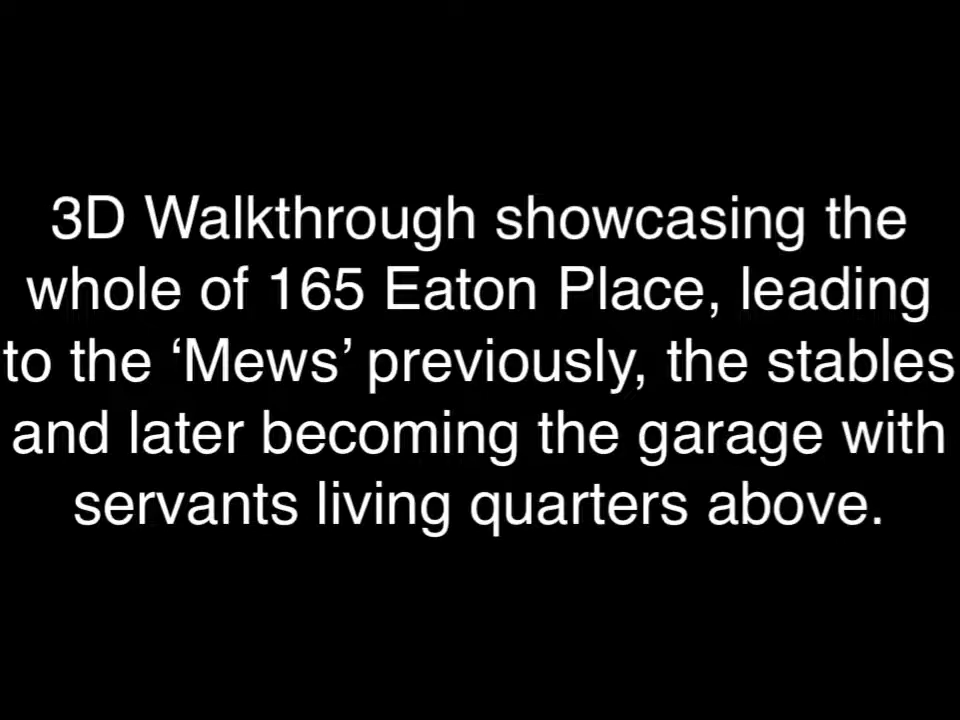 3D Walkthrough showcasing the
whole of 165 Eaton Place, leading
to the ‘Mews’ previously, the stables
and later becoming the garage with
servants living quarters above.